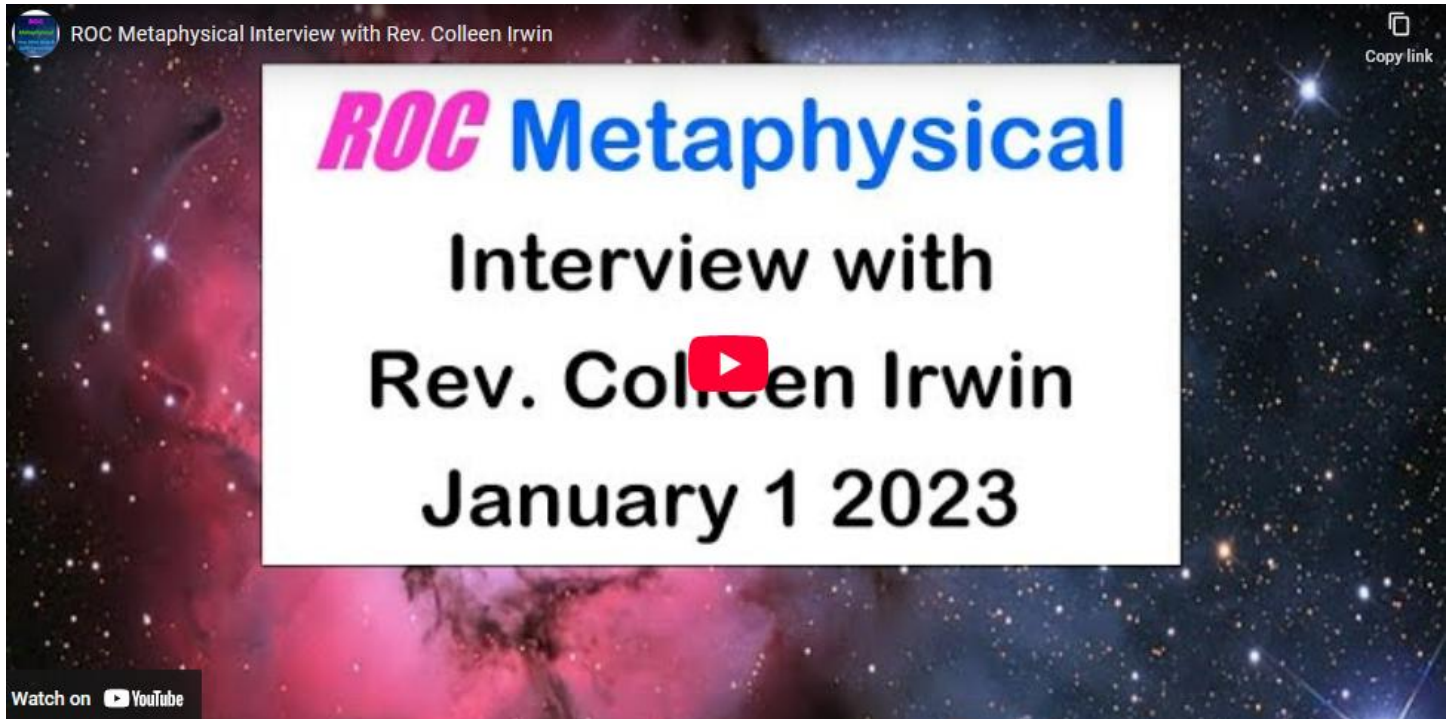 ROC Metaphysical Interview with Rev. Colleen Irwin
Copy link
ROC Metaphysical
Interview with
Rev. Colleen Irwin
January 1 2023
Watch on YouTube